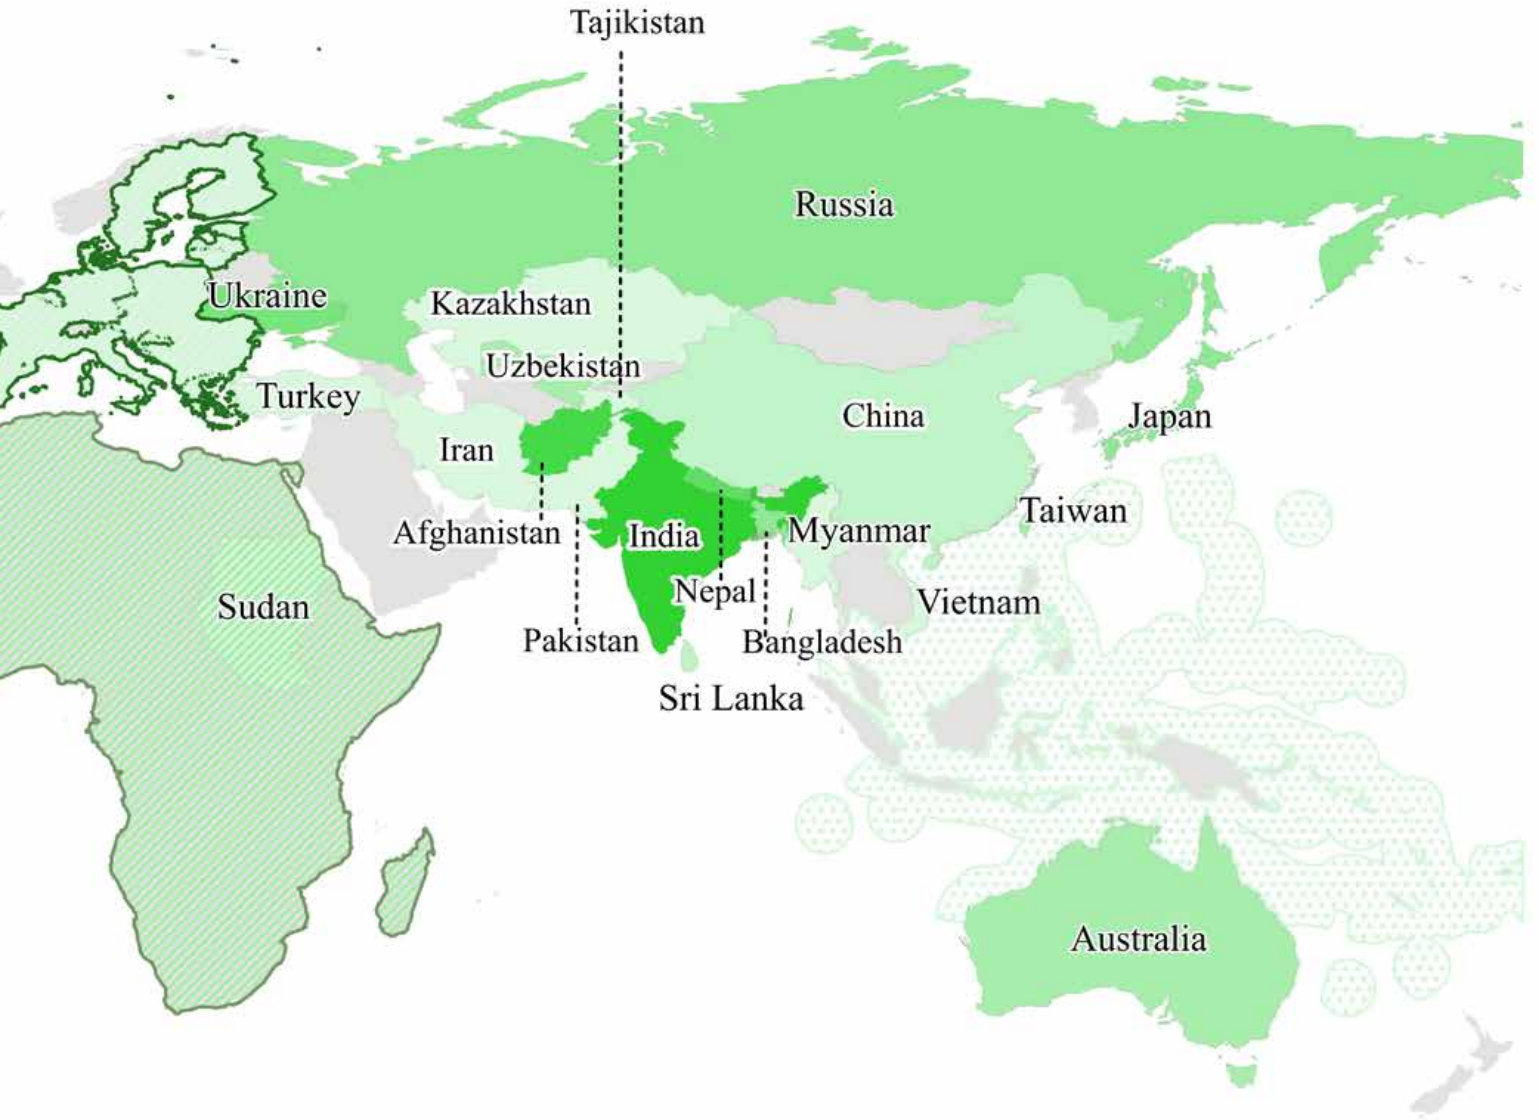 Tajikistan
Russia
Ukraine
Kazakhstan
Uzbekistan
Turkey
China
Japan
Iran
Taiwan
Afghanistan
India
Myanmar
Nepal
Vietnam
Sudan
Pakistan
Bangladesh
Sri Lanka
Australia